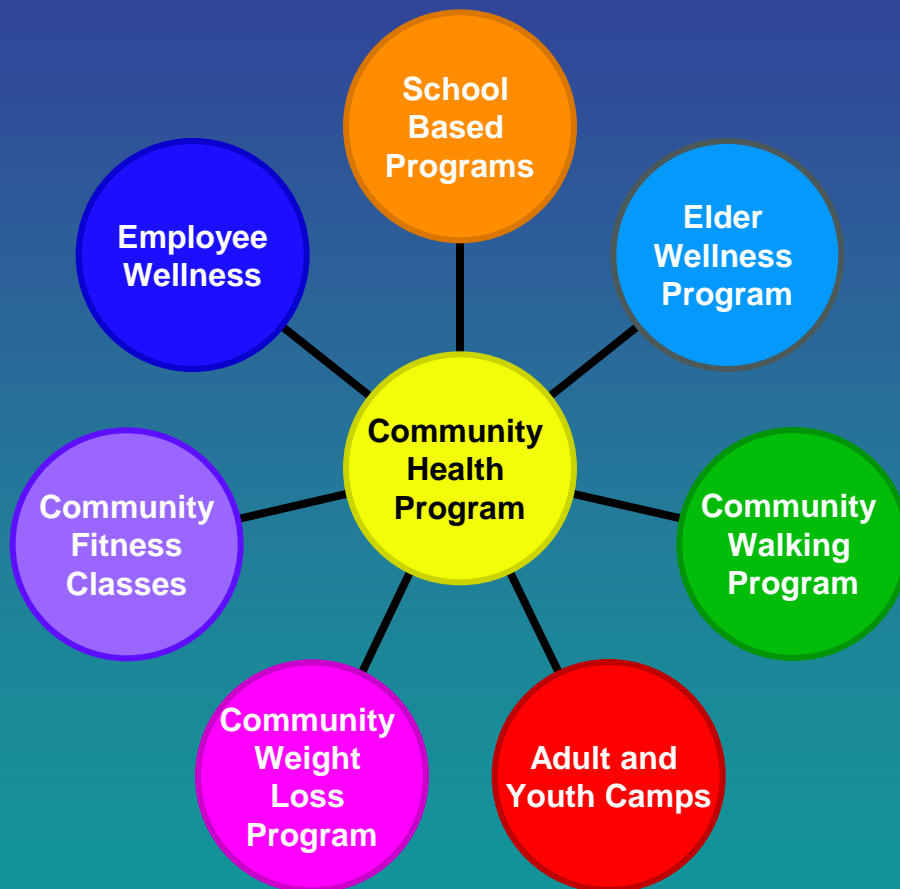 School
Based
Programs
Employee
Wellness
Elder
Wellness
Program
Community
Health
Program
Community
Fitness
Classes
Community
Walking
Program
Community
Weight
Loss
Program
Adult and
Youth Camps